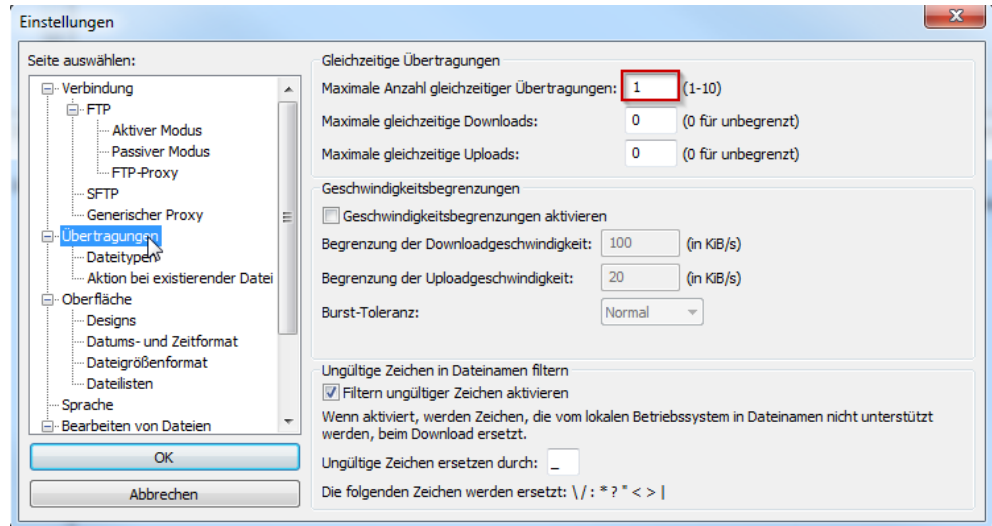 Einstellungen
Seite auswählen:
Verbindung
FTP
Aktiver Modus
Passiver Modus
FTP-Proxy
SFTP
Generischer Proxy
Übertragungen
Dateitypen
Aktion bei existierender Datei
Oberfläche
Designs
Datums- und Zeitformat
Dateigrößenformat
Dateilisten
Sprache
Bearbeiten von Dateien
OK
Abbrechen
Gleichzeitige Übertragungen
Maximale Anzahl gleichzeitiger Übertragungen: 1 (1-10)
Maximale gleichzeitige Downloads: 0 (0 für unbegrenzt)
Maximale gleichzeitige Uploads: 0 (0 für unbegrenzt)
Geschwindigkeitsbegrenzungen
Geschwindigkeitsbegrenzungen aktivieren
Begrenzung der Downloadgeschwindigkeit: 100 (in KiB/s)
Begrenzung der Uploadgeschwindigkeit: 20 (in KiB/s)
Burst-Toleranz: Normal
Ungültige Zeichen in Dateinamen filtern
Filtern ungültiger Zeichen aktivieren
Wenn aktiviert, werden Zeichen, die vom lokalen Betriebssystem in Dateinamen nicht unterstützt
werden, beim Download ersetzt.
Ungültige Zeichen ersetzen durch: _
Die folgenden Zeichen werden ersetzt: \ / : * ? " < > |